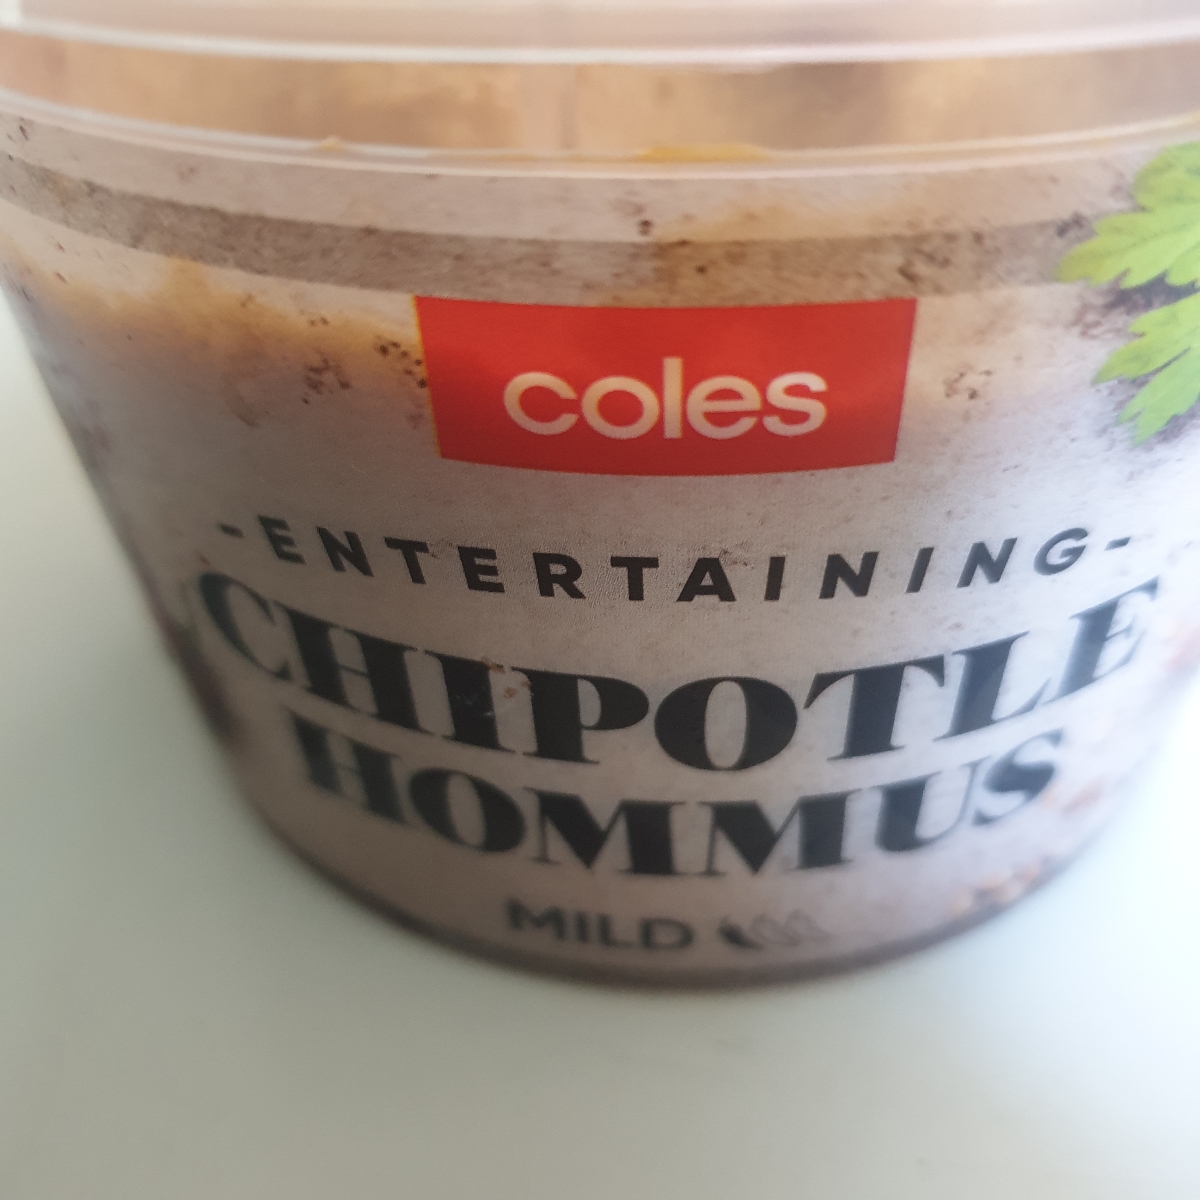 coles
-ENTERTAINING-
CHIPOTLE
HOMMUS
MILD